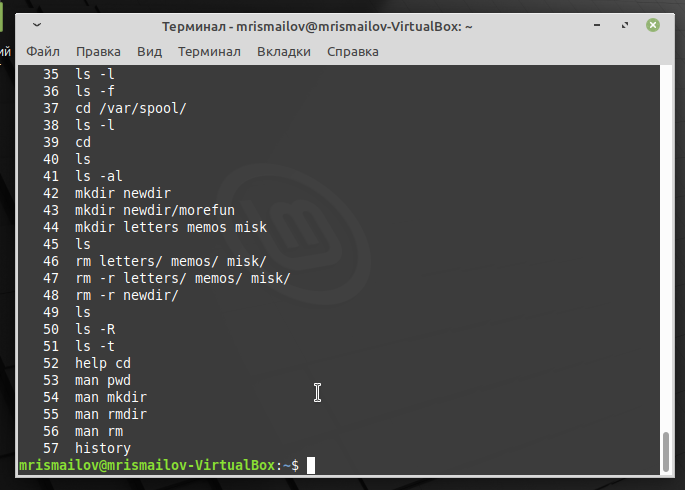 Терминал - mrismailov@mrismailov-VirtualBox: ~
Файл Правка Вид Терминал Вкладки Справка
ий
35 ls -l
36 ls -f
37 cd /var/spool/
38 ls -l
39 cd
40 ls
41 ls -al
42 mkdir newdir
43 mkdir newdir/morefun
44 mkdir letters memos misk
45 ls
46 rm letters/ memos/ misk/
47 rm -r letters/ memos/ misk/
48 rm -r newdir/
49 ls
50 ls -R
51 ls -t
52 help cd
53 man pwd
54 man mkdir
55 man rmdir
56 man rm
57 history
mrismailov@mrismailov-VirtualBox:~$